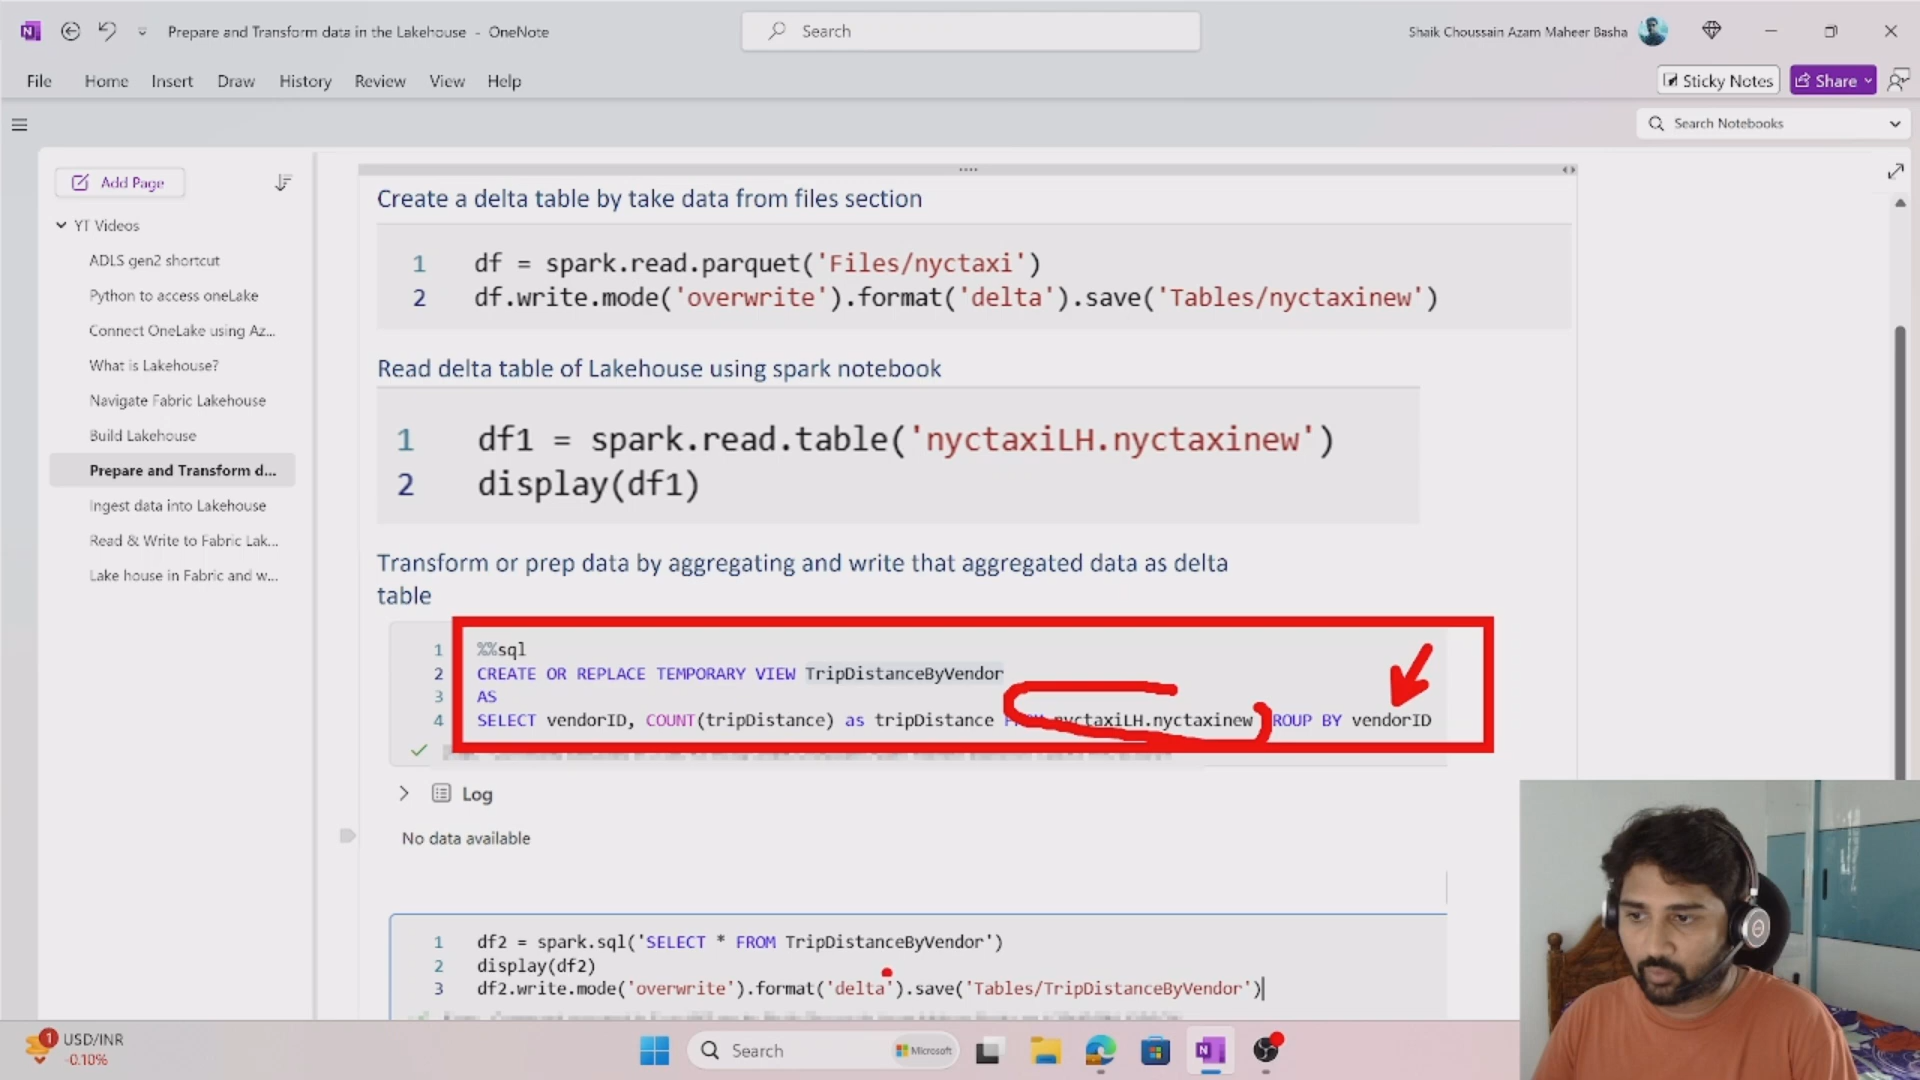 Prepare and Transform data in the Lakehouse - OneNote
Search
Shaik Choussain Azam Maheer Basha
File Home Insert Draw History Review View Help
Sticky Notes
Share
Search Notebooks
Add Page
YT Videos
ADLS gen2 shortcut
Python to access oneLake
Connect OneLake using Az...
What is Lakehouse?
Navigate Fabric Lakehouse
Build Lakehouse
Prepare and Transform d...
Ingest data into Lakehouse
Read & Write to Fabric Lak...
Lake house in Fabric and w...
Create a delta table by take data from files section
1 df = spark.read.parquet('Files/nyctaxi')
2 df.write.mode('overwrite').format('delta').save('Tables/nyctaxinew')
Read delta table of Lakehouse using spark notebook
1 df1 = spark.read.table('nyctaxiLH.nyctaxinew')
2 display(df1)
Transform or prep data by aggregating and write that aggregated data as delta
table
1 %%sql
2 CREATE OR REPLACE TEMPORARY VIEW TripDistanceByVendor
3 AS
4 SELECT vendorID, COUNT(tripDistance) as tripDistance FROM nyctaxiLH.nyctaxinew GROUP BY vendorID
Log
No data available
1 df2 = spark.sql('SELECT * FROM TripDistanceByVendor')
2 display(df2)
3 df2.write.mode('overwrite').format('delta').save('Tables/TripDistanceByVendor')
1
USD/INR
-0.10%
Search
Microsoft